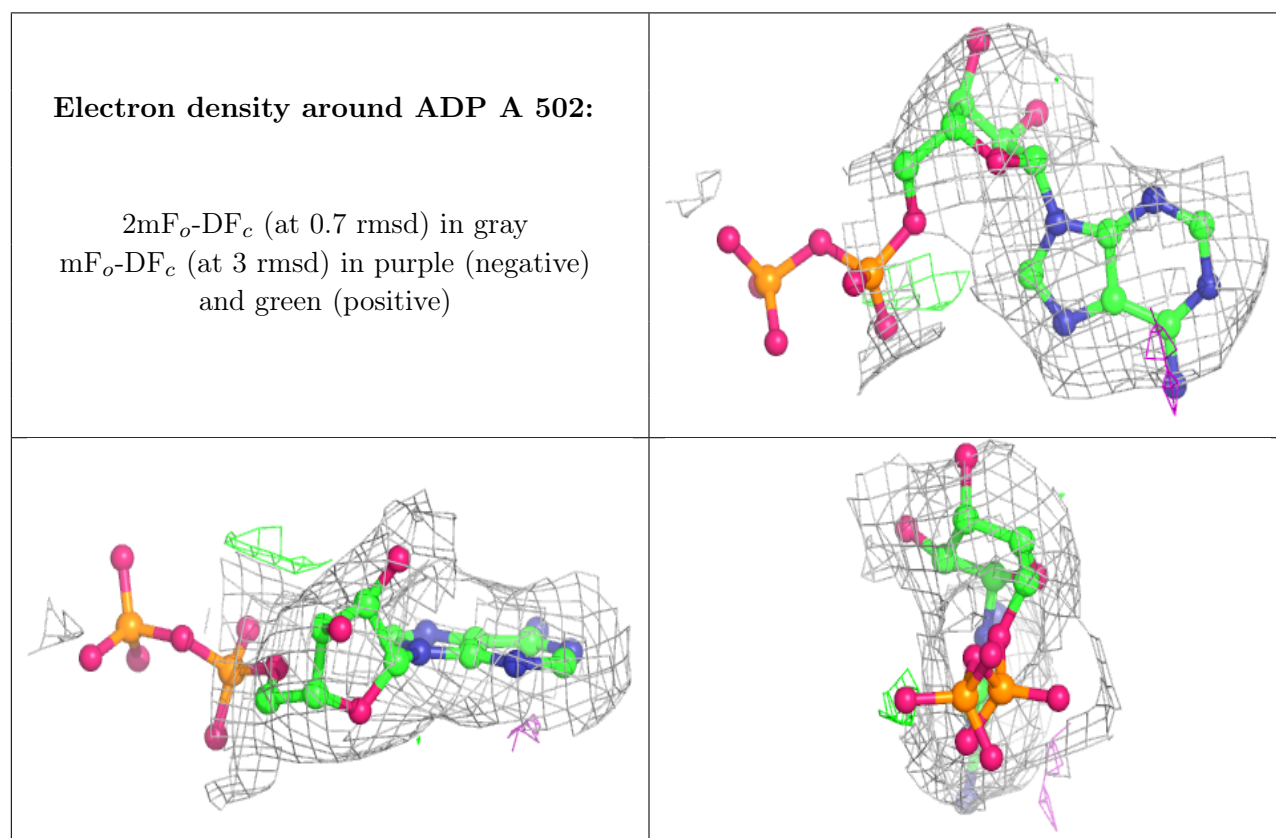 Electron density around ADP A 502:
2mFo-DFc (at 0.7 rmsd) in gray
mFo-DFc (at 3 rmsd) in purple (negative)
and green (positive)